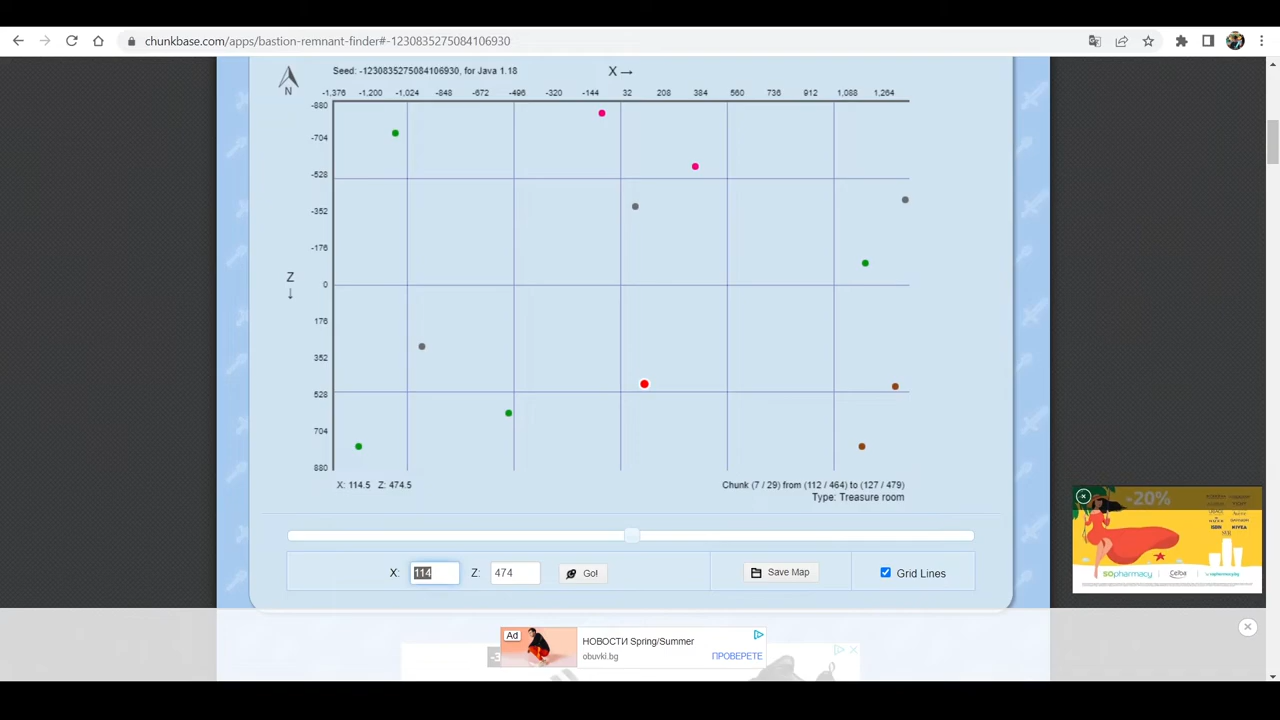 chunkbase.com/apps/bastion-remnant-finder#-1230835275084106930
Seed: -1230835275084106930, for Java 1.18
X →
N
-1,376 -1,200 -1,024 -848 -672 -496 -320 -144 32 208 384 560 736 912 1,088 1,264
-880
-704
-528
-352
-176
Z
↓
0
176
352
528
704
880
X: 114.5 Z: 474.5
Chunk (7 / 29) from (112 / 464) to (127 / 479)
Type: Treasure room
X: 114 Z: 474 Go! Save Map Grid Lines
-20%
NIVEA
SOPHARMACY
Ad
НОВОСТИ Spring/Summer
obuvki.bg
ПРОВЕРЕТЕ